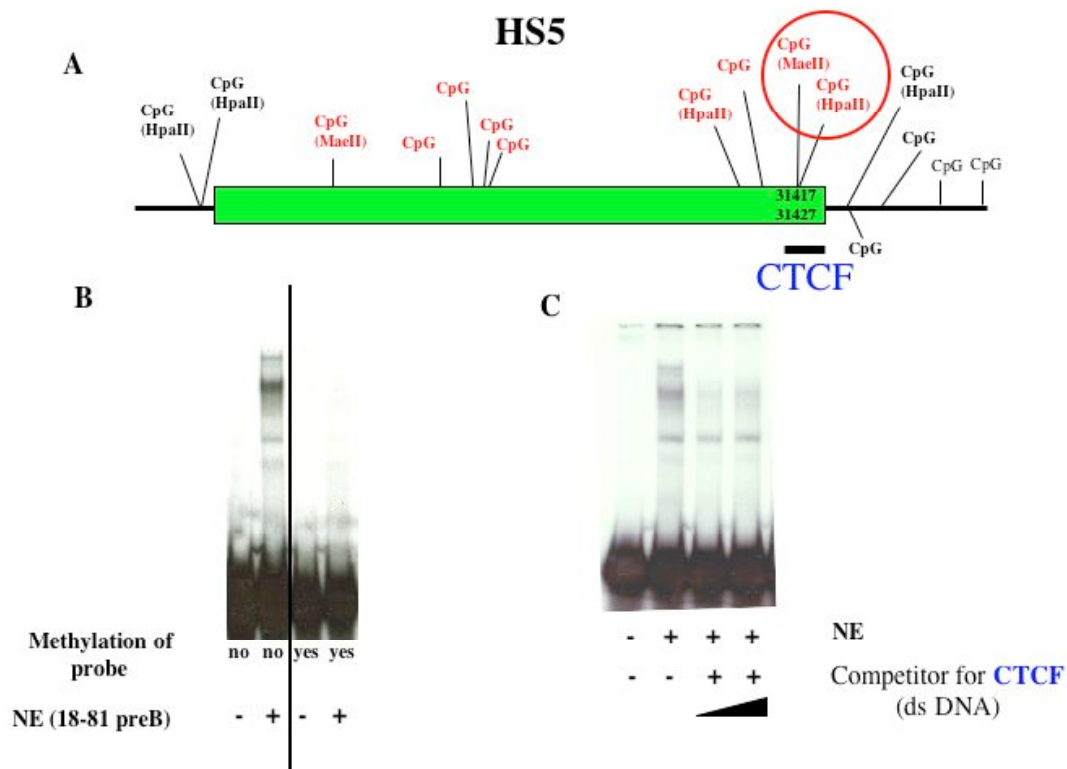 HS5
A
CpG
(HpaII)
CpG
(HpaII)
CpG
(MaeII)
CpG
CpG
CpG
CpG
CpG
(HpaII)
CpG
CpG
(MaeII)
CpG
(HpaII)
CpG
(HpaII)
CpG
CpG
CpG
31417
31427
CpG
CTCF
B
C
Methylation of
probe
no no yes yes
NE (18-81 preB) - + - +
- + + + NE
- - + + Competitor for CTCF
(ds DNA)